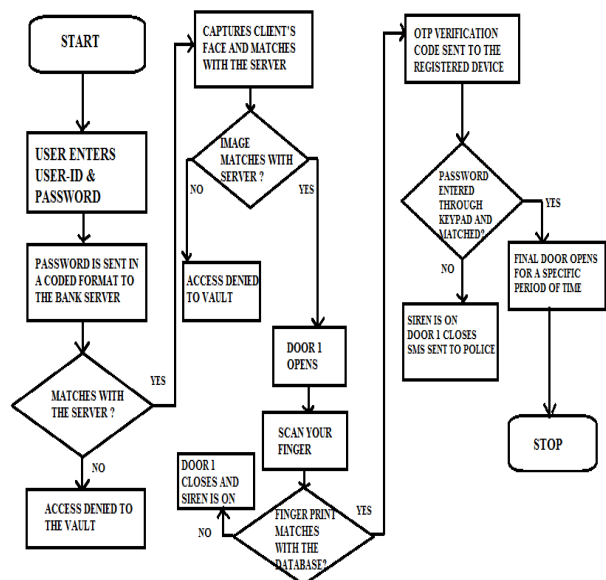 START
USER ENTERS
USER-ID &
PASSWORD
PASSWORD IS SENT IN
A CODED FORMAT TO
THE BANK SERVER
MATCHES WITH
THE SERVER ?
YES
NO
ACCESS DENIED TO
THE VAULT
CAPTURES CLIENT'S
FACE AND MATCHES
WITH THE SERVER
IMAGE
MATCHES WITH
SERVER ?
NO
YES
ACCESS DENIED
TO VAULT
DOOR 1
OPENS
SCAN YOUR
FINGER
FINGER PRINT
MATCHES
WITH THE
DATABASE?
NO
YES
DOOR 1
CLOSES AND
SIREN IS ON
OTP VERIFICATION
CODE SENT TO THE
REGISTERED DEVICE
PASSWORD
ENTERED
THROUGH
KEYPAD AND
MATCHED?
YES
NO
SIREN IS ON
DOOR 1 CLOSES
SMS SENT TO POLICE
FINAL DOOR OPENS
FOR A SPECIFIC
PERIOD OF TIME
STOP